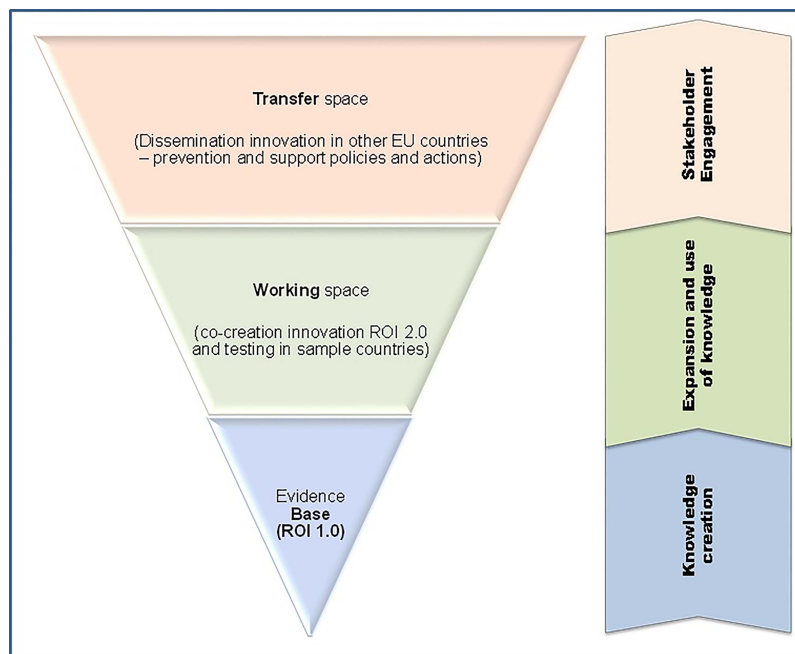 Transfer space
(Dissemination innovation in other EU countries
– prevention and support policies and actions)
Working space
(co-creation innovation ROI 2.0
and testing in sample countries)
Evidence
Base
(ROI 1.0)
Stakeholder
Engagement
Expansion and use
of knowledge
Knowledge
creation